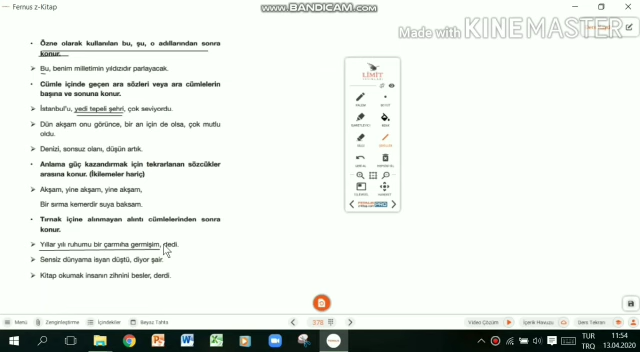 Fernus z-Kitap
www.BANDICAM.com
Made with KINEMASTER
Özne olarak kullanılan bu, şu, o adıllarından sonra
konur.
Bu, benim milletimin yıldızıdır parlayacak.
Cümle içinde geçen ara sözleri veya ara cümlelerin
başına ve sonuna konur.
İstanbul'u, yedi tepeli şehri, çok seviyordu.
Dün akşam onu görünce, bir an için de olsa, çok mutlu
oldu.
Denizi, sonsuz olanı, düşün artık.
Anlama güç kazandırmak için tekrarlanan sözcükler
arasına konur. (İkilemeler hariç)
Akşam, yine akşam, yine akşam,
Bir sırma kemerdir suya baksam.
Tırnak içine alınmayan alıntı cümlelerinden sonra
konur.
Yıllar yılı ruhumu bir çarmıha germişim, dedi.
Sensiz dünyama isyan düştü, diyor şair.
Kitap okumak insanın zihnini besler, derdi.
LİMİT
Menü
Zenginleştirme
İçindekiler
Beyaz Tahta
378
Video Çözüm
İçerik Havuzu
Ders Tekrarı
TUR
TRO
11:54
13.04.2020